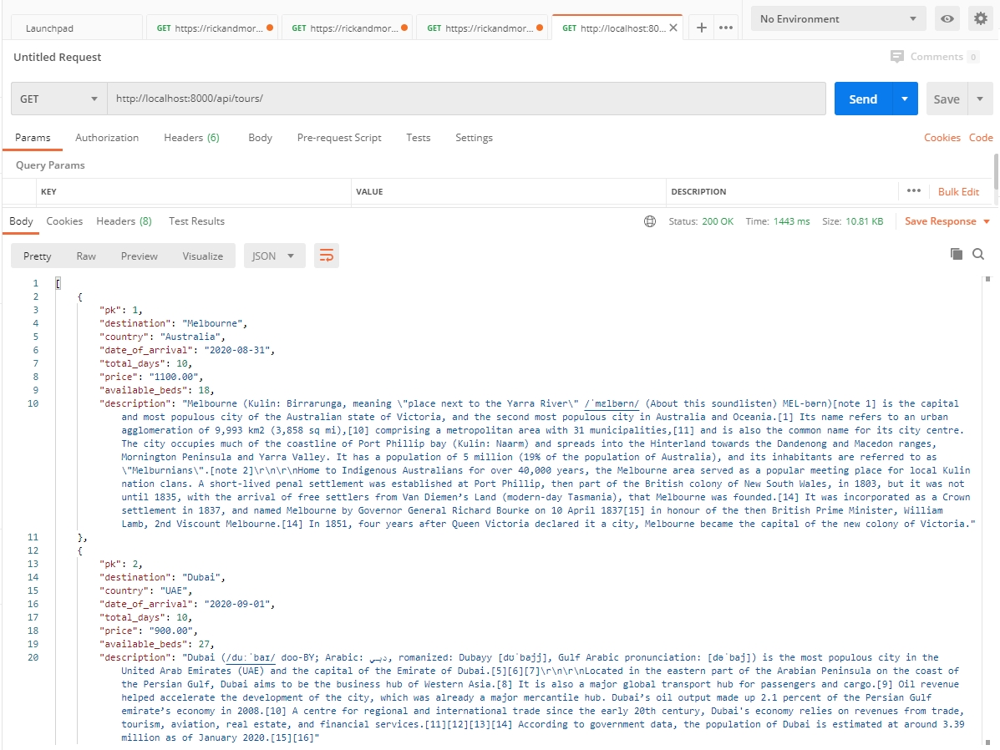 Launchpad
GET https://rickandmor...
GET https://rickandmor...
GET https://rickandmor...
GET http://localhost:80...
No Environment
Untitled Request
Comments 0
GET
http://localhost:8000/api/tours/
Send
Save
Params
Authorization
Headers (6)
Body
Pre-request Script
Tests
Settings
Cookies
Code
Query Params
KEY
VALUE
DESCRIPTION
Bulk Edit
Body
Cookies
Headers (8)
Test Results
Status: 200 OK
Time: 1443 ms
Size: 10.81 KB
Save Response
Pretty
Raw
Preview
Visualize
JSON
1 [
2 {
3 "pk": 1,
4 "destination": "Melbourne",
5 "country": "Australia",
6 "date_of_arrival": "2020-08-31",
7 "total_days": 10,
8 "price": "1100.00",
9 "available_beds": 18,
10 "description": "Melbourne (Kulin: Birrarunga, meaning \"place next to the Yarra River\" /ˈmɛlbərn/ (About this soundlisten) MEL-bərn)[note 1] is the capital
and most populous city of the Australian state of Victoria, and the second most populous city in Australia and Oceania.[1] Its name refers to an urban
agglomeration of 9,993 km2 (3,858 sq mi),[10] comprising a metropolitan area with 31 municipalities,[11] and is also the common name for its city centre.
The city occupies much of the coastline of Port Phillip bay (Kulin: Naarm) and spreads into the Hinterland towards the Dandenong and Macedon ranges,
Mornington Peninsula and Yarra Valley. It has a population of 5 million (19% of the population of Australia), and its inhabitants are referred to as
\"Melburnians\".[note 2]\r\n\r\nHome to Indigenous Australians for over 40,000 years, the Melbourne area served as a popular meeting place for local Kulin
nation clans. A short-lived penal settlement was established at Port Phillip, then part of the British colony of New South Wales, in 1803, but it was not
until 1835, with the arrival of free settlers from Van Diemen’s Land (modern-day Tasmania), that Melbourne was founded.[14] It was incorporated as a Crown
settlement in 1837, and named Melbourne by Governor General Richard Bourke on 10 April 1837[15] in honour of the then British Prime Minister, William
Lamb, 2nd Viscount Melbourne.[14] In 1851, four years after Queen Victoria declared it a city, Melbourne became the capital of the new colony of Victoria."
11 },
12 {
13 "pk": 2,
14 "destination": "Dubai",
15 "country": "UAE",
16 "date_of_arrival": "2020-09-01",
17 "total_days": 10,
18 "price": "900.00",
19 "available_beds": 27,
20 "description": "Dubai (/duːˈbaɪ/ doo-BY; Arabic: دبي, romanized: Dubayy [dʊˈbajj], Gulf Arabic pronunciation: [dəˈbaj]) is the most populous city in the
United Arab Emirates (UAE) and the capital of the Emirate of Dubai.[5][6][7]\r\n\r\nLocated in the eastern part of the Arabian Peninsula on the coast of
the Persian Gulf, Dubai aims to be the business hub of Western Asia.[8] It is also a major global transport hub for passengers and cargo.[9] Oil revenue
helped accelerate the development of the city, which was already a major mercantile hub. Dubai’s oil output made up 2.1 percent of the Persian Gulf
emirate’s economy in 2008.[10] A centre for regional and international trade since the early 20th century, Dubai's economy relies on revenues from trade,
tourism, aviation, real estate, and financial services.[11][12][13][14] According to government data, the population of Dubai is estimated at around 3.39
million as of January 2020.[15][16]"